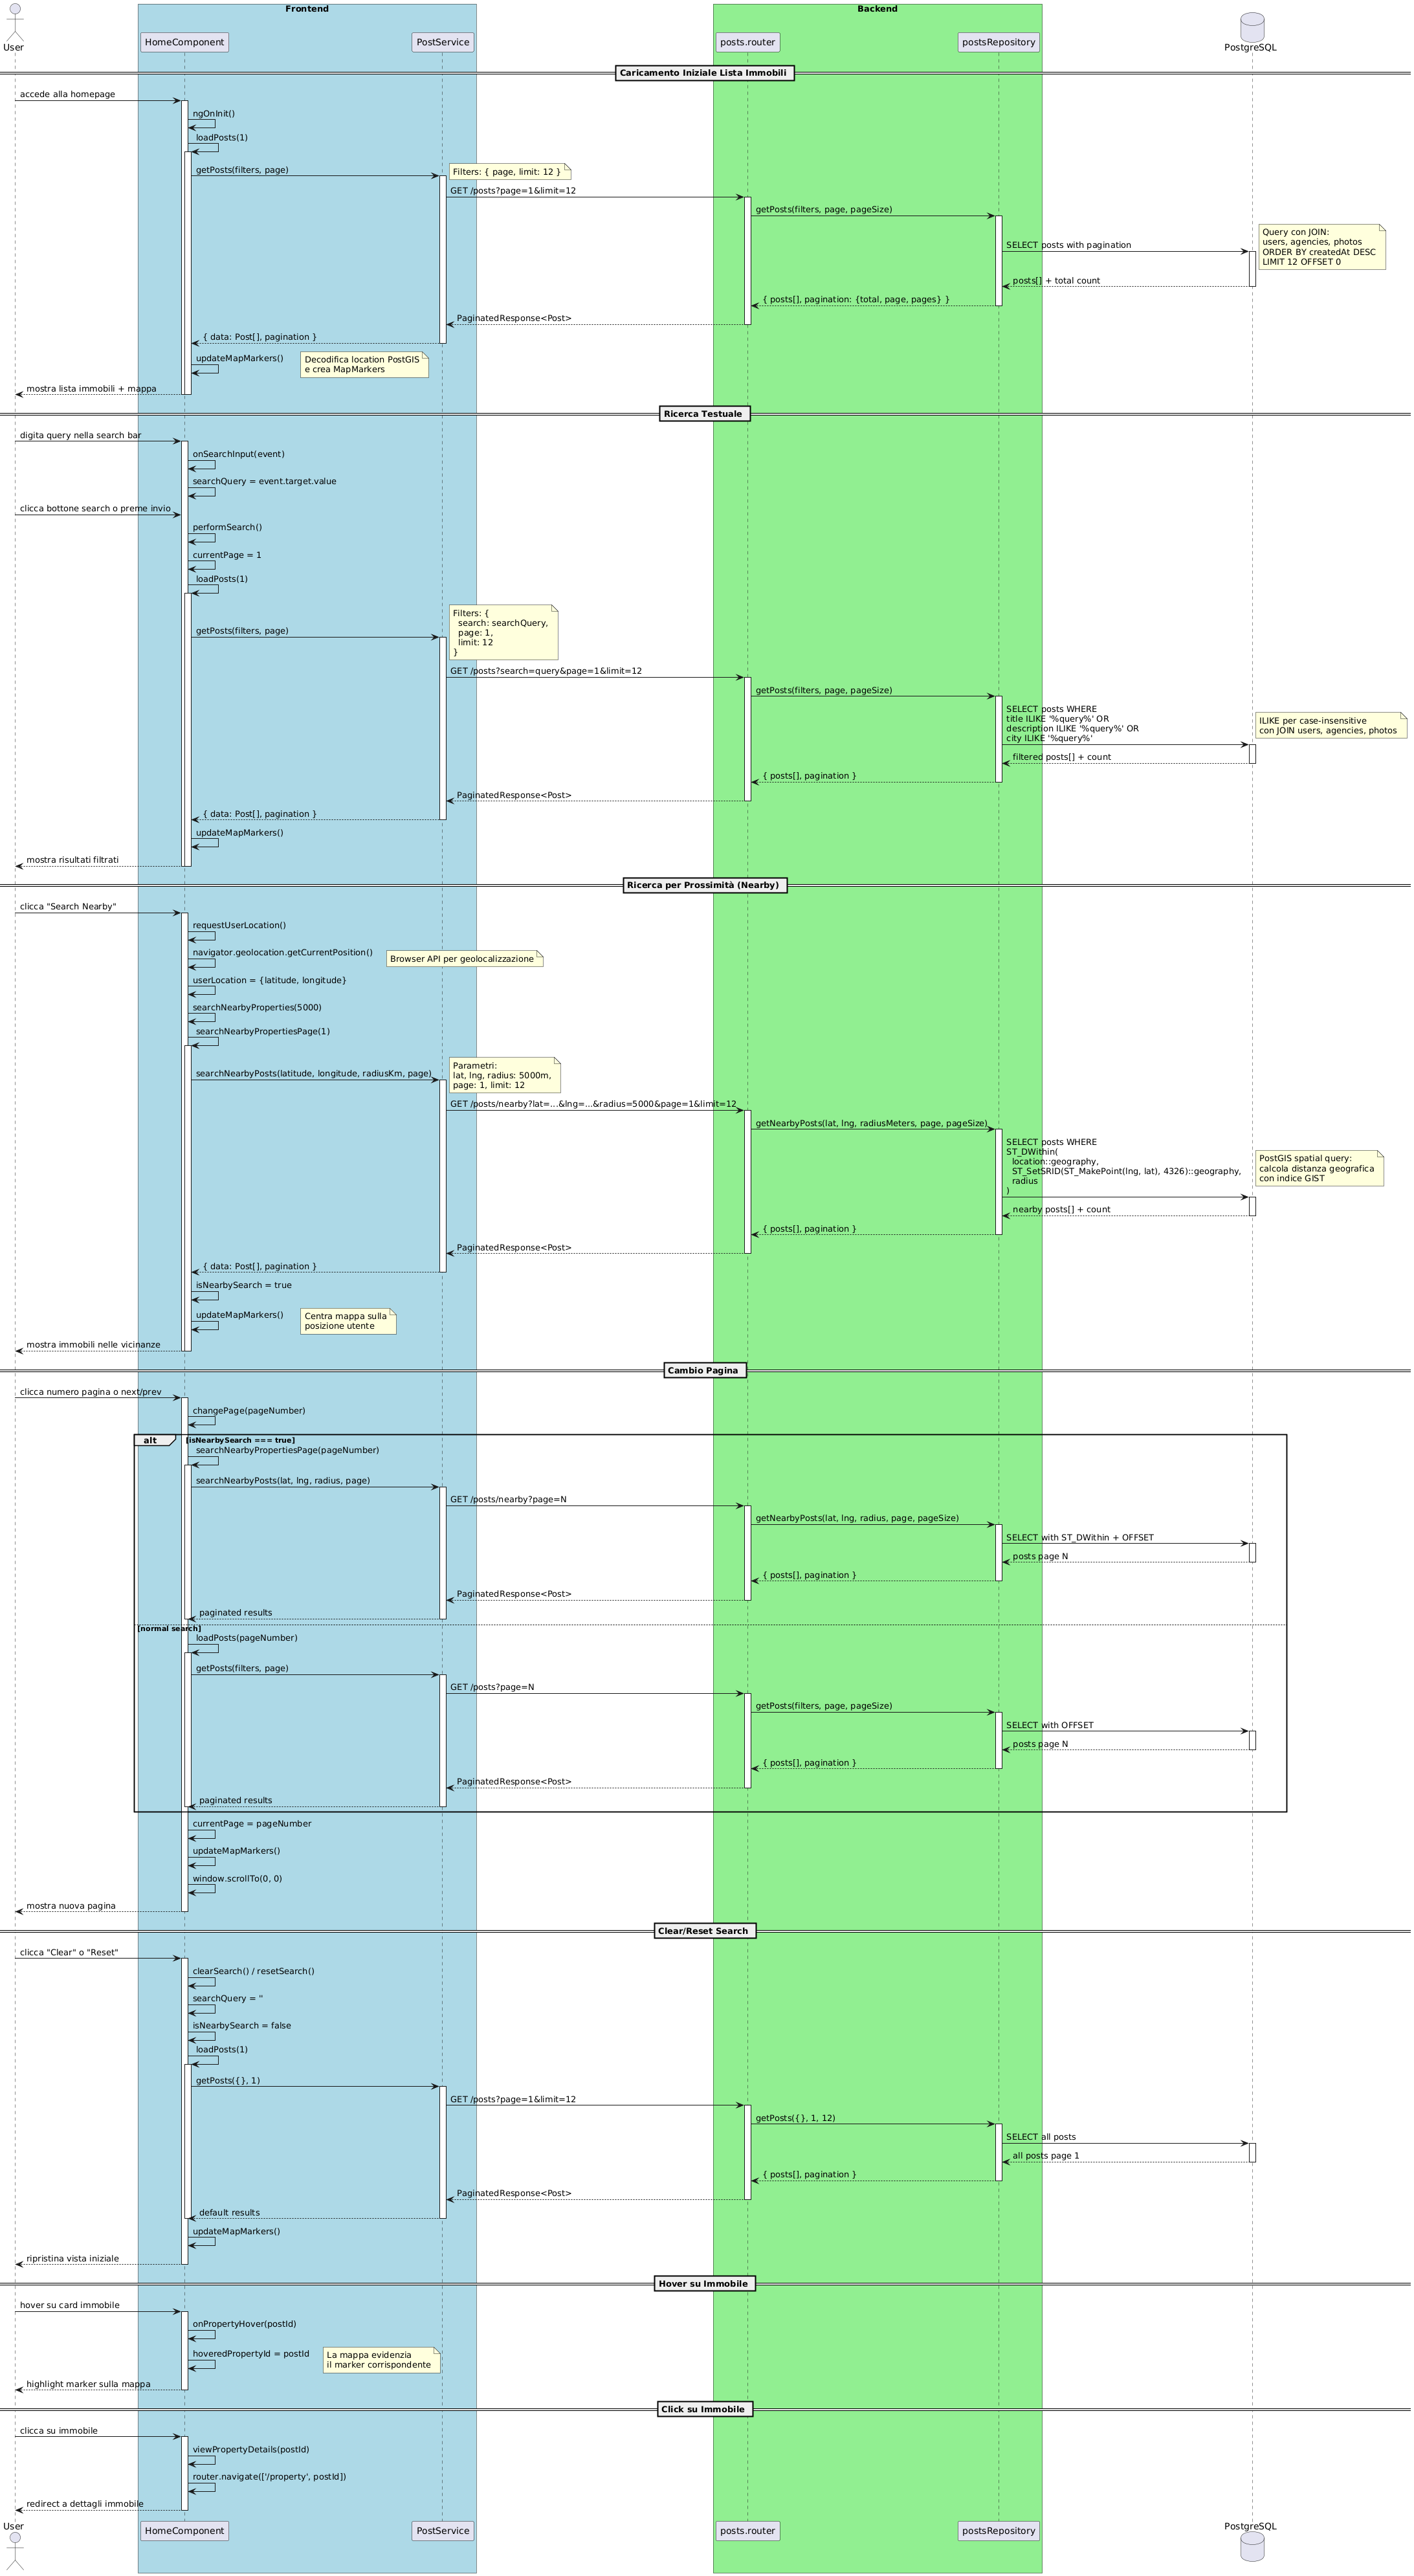 Frontend
Backend
User
HomeComponent
PostService
posts.router
postsRepository
PostgreSQL
Caricamento Iniziale Lista Immobili
accede alla homepage
ngOnInit()
loadPosts(1)
getPosts(filters, page)
Filters: { page, limit: 12 }
GET /posts?page=1&limit=12
getPosts(filters, page, pageSize)
SELECT posts with pagination
Query con JOIN:
users, agencies, photos
ORDER BY createdAt DESC
LIMIT 12 OFFSET 0
posts[] + total count
{ posts[], pagination: {total, page, pages} }
PaginatedResponse<Post>
{ data: Post[], pagination }
updateMapMarkers()
Decodifica location PostGIS
e crea MapMarkers
mostra lista immobili + mappa
Ricerca Testuale
digita query nella search bar
onSearchInput(event)
searchQuery = event.target.value
clicca bottone search o preme invio
performSearch()
currentPage = 1
loadPosts(1)
getPosts(filters, page)
Filters: {
search: searchQuery,
page: 1,
limit: 12
}
GET /posts?search=query&page=1&limit=12
getPosts(filters, page, pageSize)
SELECT posts WHERE
title ILIKE '%query%' OR
description ILIKE '%query%' OR
city ILIKE '%query%'
ILIKE per case-insensitive
con JOIN users, agencies, photos
filtered posts[] + count
{ posts[], pagination }
PaginatedResponse<Post>
{ data: Post[], pagination }
updateMapMarkers()
mostra risultati filtrati
Ricerca per Prossimità (Nearby)
clicca "Search Nearby"
requestUserLocation()
navigator.geolocation.getCurrentPosition()
Browser API per geolocalizzazione
userLocation = {latitude, longitude}
searchNearbyProperties(5000)
searchNearbyPropertiesPage(1)
searchNearbyPosts(latitude, longitude, radiusKm, page)
Parametri:
lat, lng, radius: 5000m,
page: 1, limit: 12
GET /posts/nearby?lat=...&lng=...&radius=5000&page=1&limit=12
getNearbyPosts(lat, lng, radiusMeters, page, pageSize)
SELECT posts WHERE
ST_DWithin(
location::geography,
ST_SetSRID(ST_MakePoint(lng, lat), 4326)::geography,
radius
)
PostGIS spatial query:
calcola distanza geografica
con indice GIST
nearby posts[] + count
{ posts[], pagination }
PaginatedResponse<Post>
{ data: Post[], pagination }
isNearbySearch = true
updateMapMarkers()
Centra mappa sulla
posizione utente
mostra immobili nelle vicinanze
Cambio Pagina
clicca numero pagina o next/prev
changePage(pageNumber)
alt
[isNearbySearch === true]
searchNearbyPropertiesPage(pageNumber)
searchNearbyPosts(lat, lng, radius, page)
GET /posts/nearby?page=N
getNearbyPosts(lat, lng, radius, page, pageSize)
SELECT with ST_DWithin + OFFSET
posts page N
{ posts[], pagination }
PaginatedResponse<Post>
paginated results
[normal search]
loadPosts(pageNumber)
getPosts(filters, page)
GET /posts?page=N
getPosts(filters, page, pageSize)
SELECT with OFFSET
posts page N
{ posts[], pagination }
PaginatedResponse<Post>
paginated results
currentPage = pageNumber
updateMapMarkers()
window.scrollTo(0, 0)
mostra nuova pagina
Clear/Reset Search
clicca "Clear" o "Reset"
clearSearch() / resetSearch()
searchQuery = ''
isNearbySearch = false
loadPosts(1)
getPosts({}, 1)
GET /posts?page=1&limit=12
getPosts({}, 1, 12)
SELECT all posts
all posts page 1
{ posts[], pagination }
PaginatedResponse<Post>
default results
updateMapMarkers()
ripristina vista iniziale
Hover su Immobile
hover su card immobile
onPropertyHover(postId)
hoveredPropertyId = postId
La mappa evidenzia
il marker corrispondente
highlight marker sulla mappa
Click su Immobile
clicca su immobile
viewPropertyDetails(postId)
router.navigate(['/property', postId])
redirect a dettagli immobile
User
HomeComponent
PostService
posts.router
postsRepository
PostgreSQL